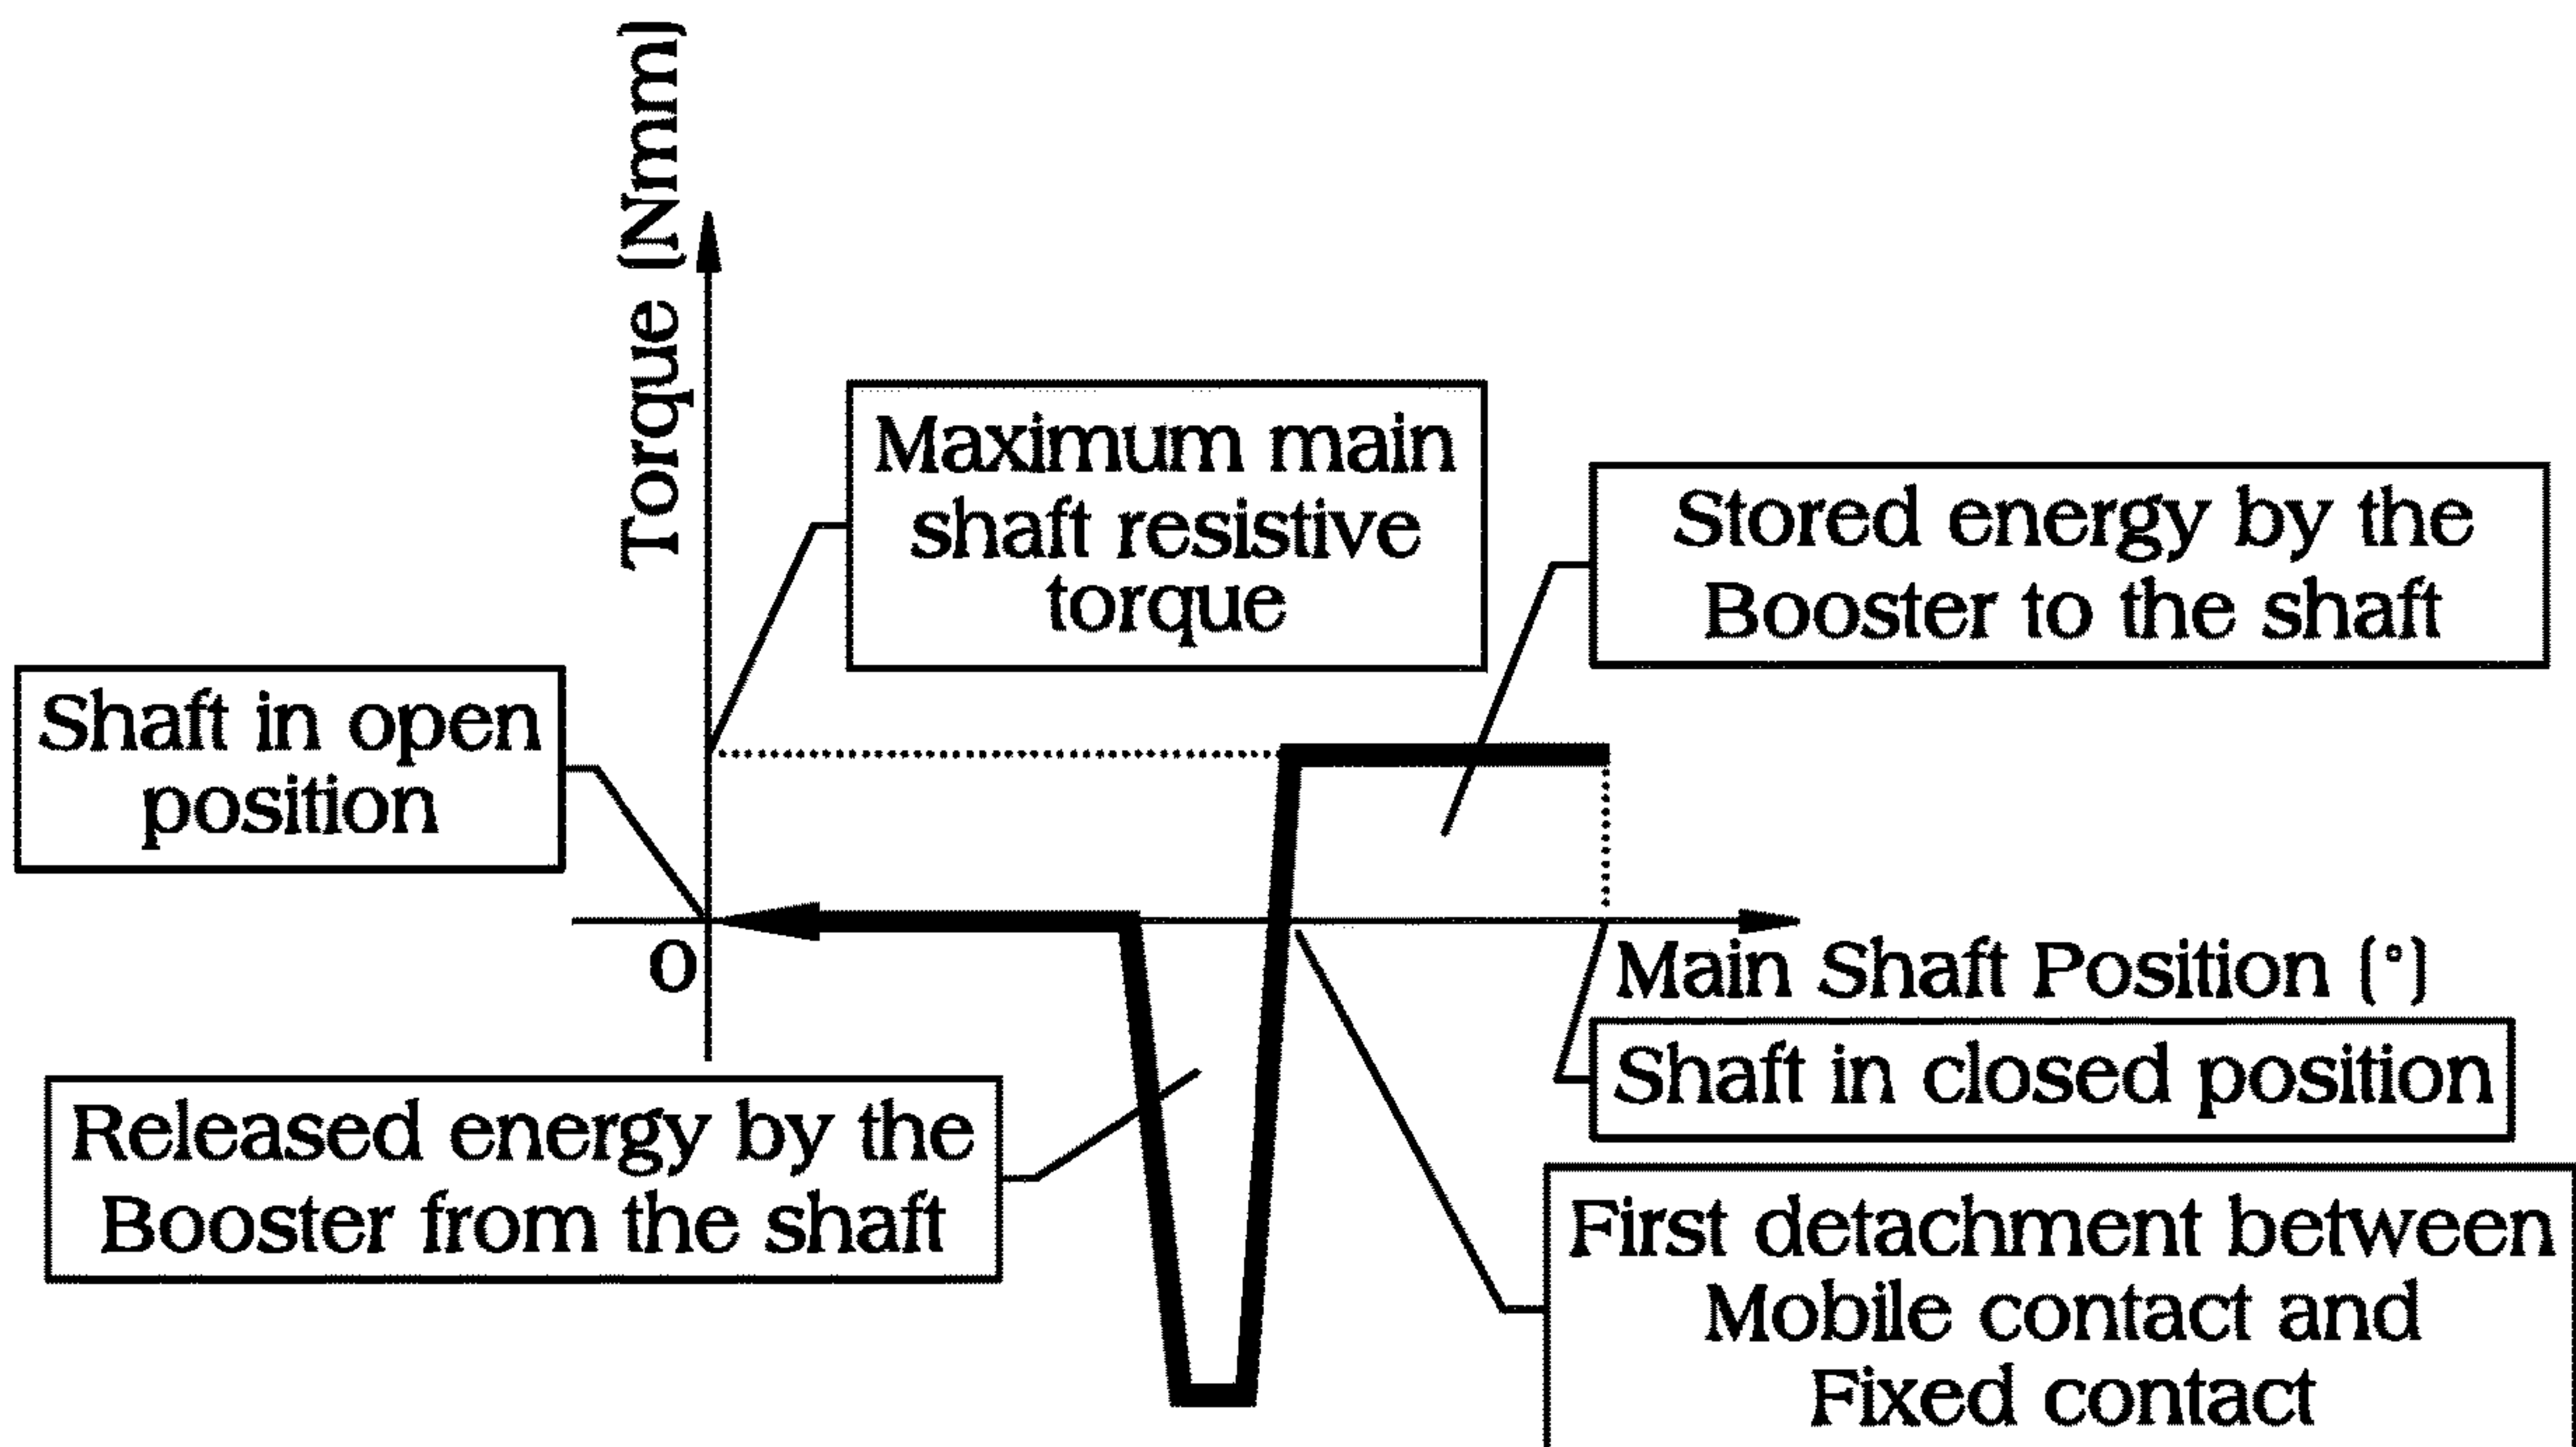 Torque (Nmm)
Maximum main
shaft resistive
torque
Stored energy by the
Booster to the shaft
Shaft in open
position
0
Main Shaft Position (°)
Shaft in closed position
Released energy by the
Booster from the shaft
First detachment between
Mobile contact and
Fixed contact